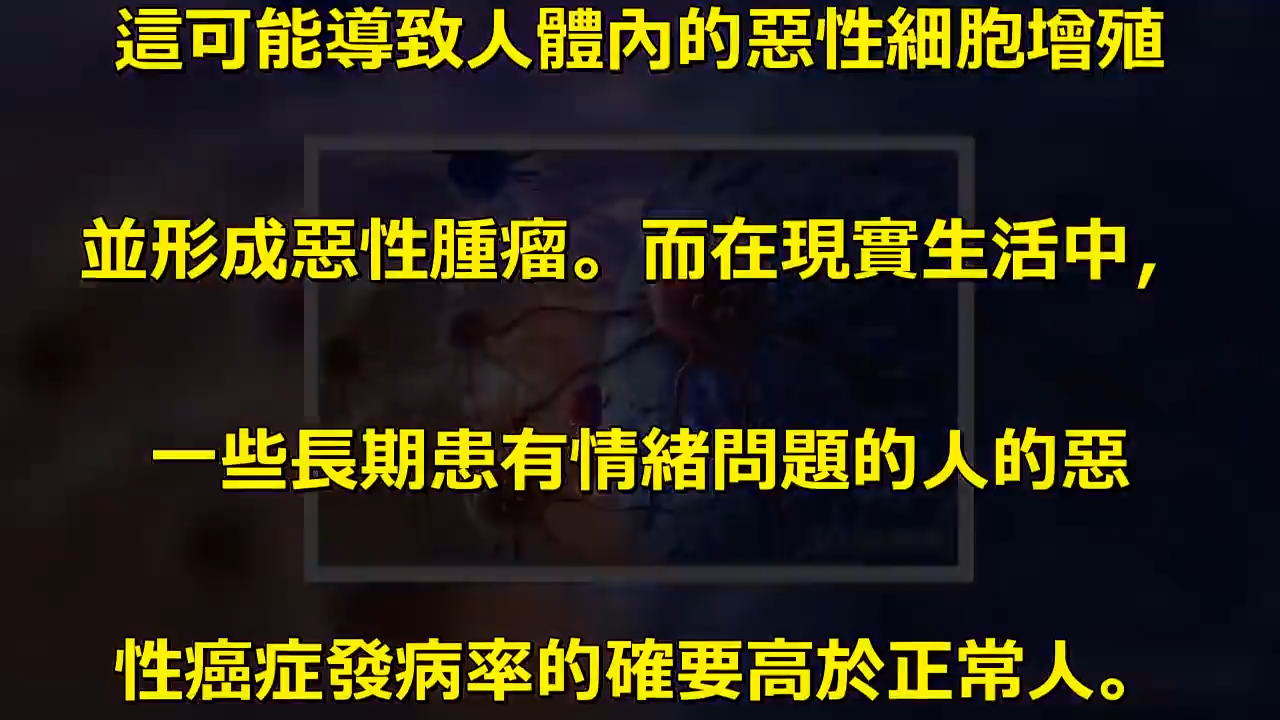 這可能導致人體內的惡性細胞增殖
並形成惡性腫瘤。而在現實生活中，
一些長期患有情緒問題的人的惡
性癌症發病率的確要高於正常人。